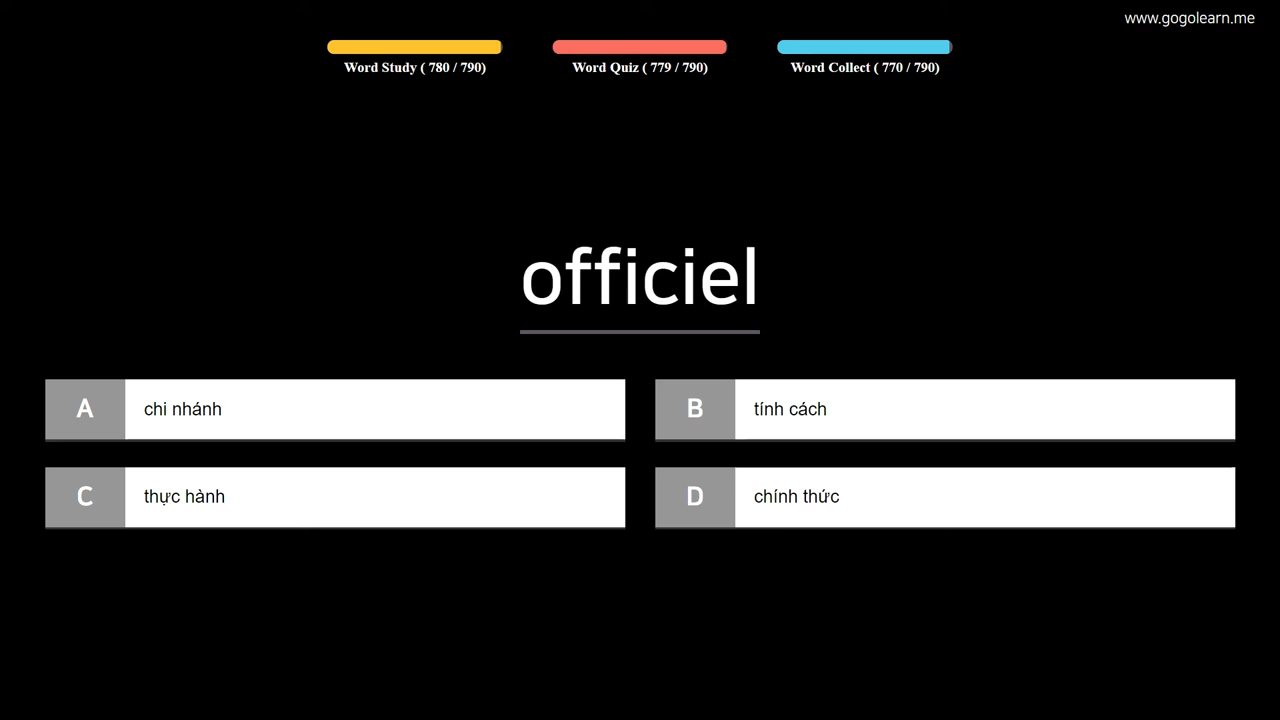 www.gogolearn.me
Word Study ( 780 / 790)
Word Quiz ( 779 / 790)
Word Collect ( 770 / 790)
officiel
A chi nhánh
B tính cách
C thực hành
D chính thức